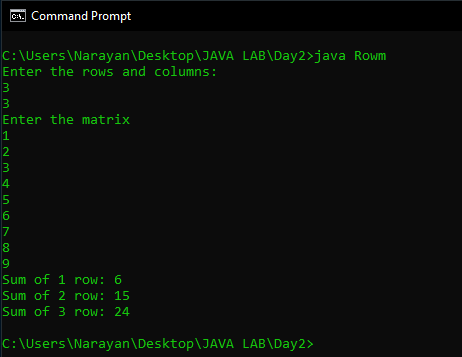 Command Prompt
C:\Users\Narayan\Desktop\JAVA LAB\Day2>java Rowm
Enter the rows and columns:
3
3
Enter the matrix
1
2
3
4
5
6
7
8
9
Sum of 1 row: 6
Sum of 2 row: 15
Sum of 3 row: 24
C:\Users\Narayan\Desktop\JAVA LAB\Day2>